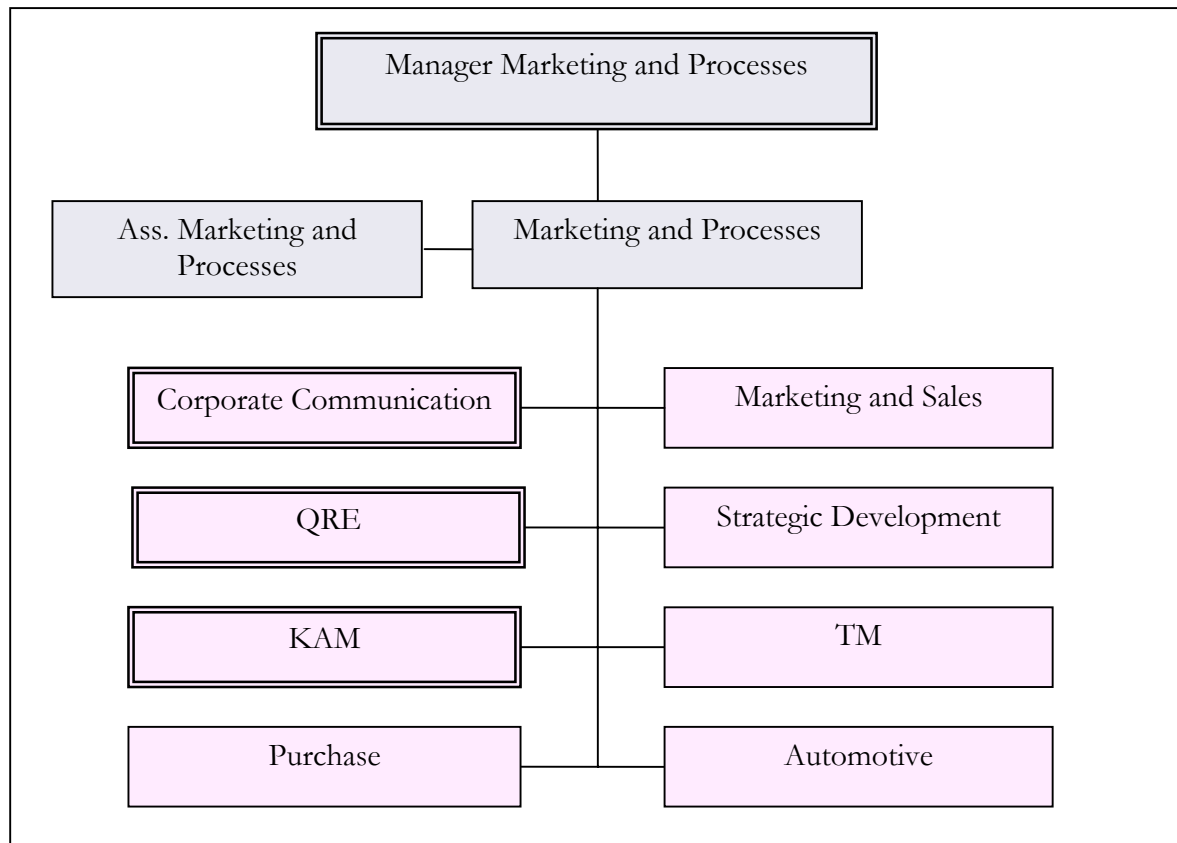 Manager Marketing and Processes
Ass. Marketing and
Processes
Marketing and Processes
Corporate Communication
Marketing and Sales
QRE
Strategic Development
KAM
TM
Purchase
Automotive